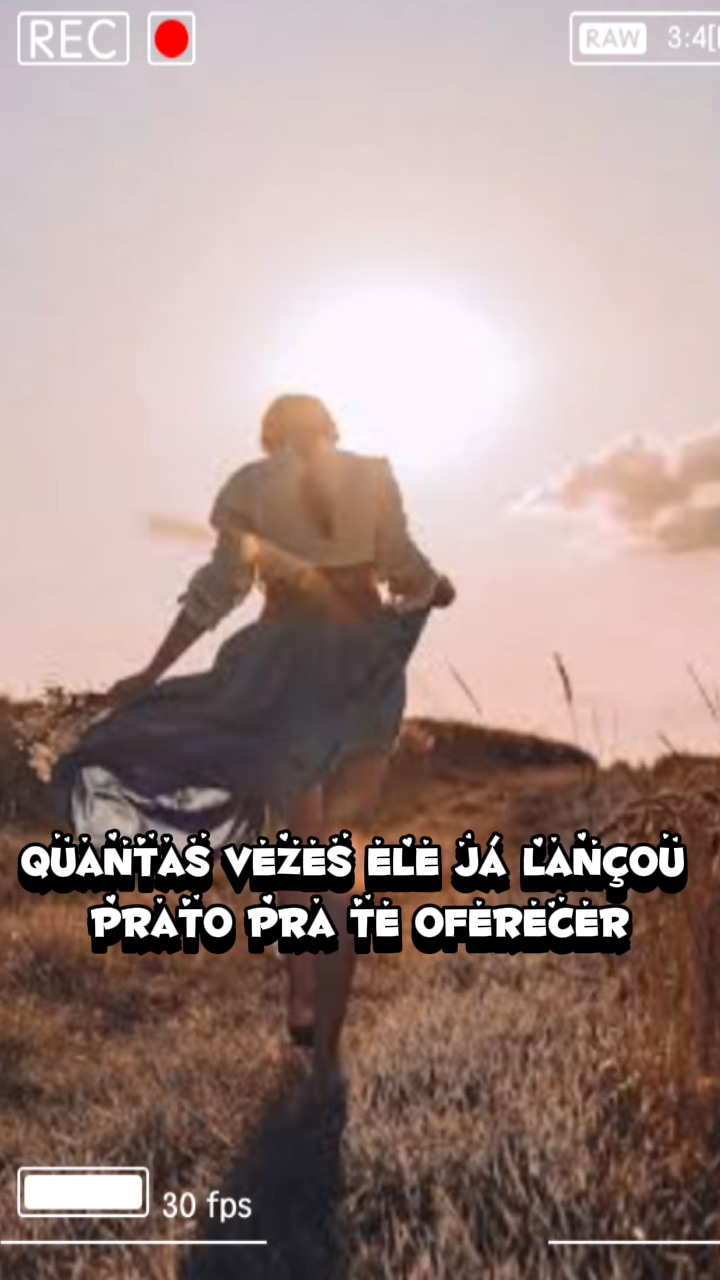 REC
RAW 3:4[
QUANTAS VEZES ELE JÁ LANÇOU
PRATO PRA TE OFERECER
30 fps